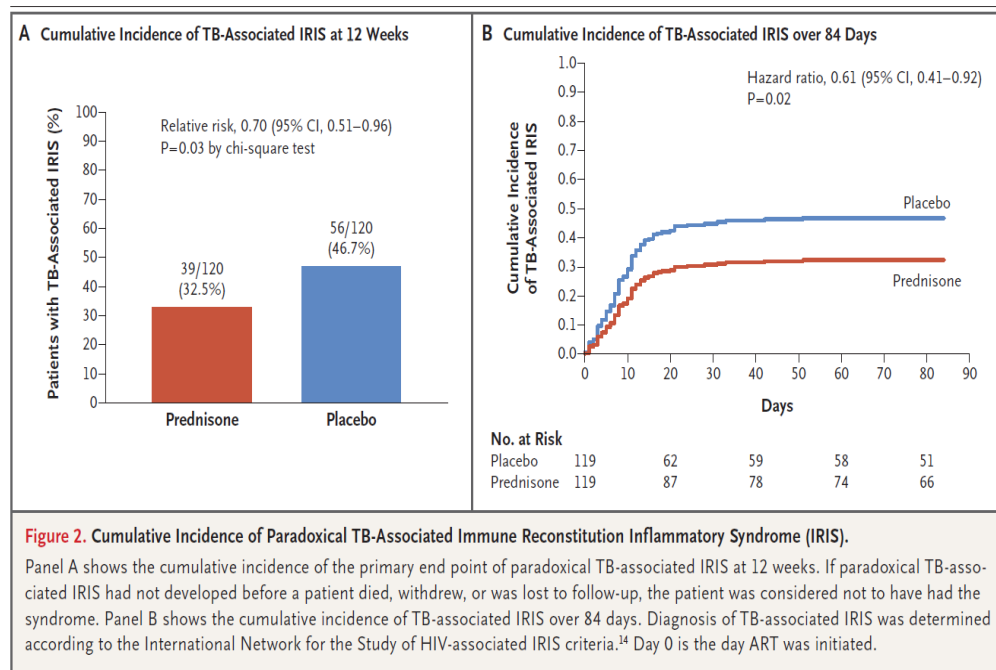 A Cumulative Incidence of TB-Associated IRIS at 12 Weeks
Patients with TB-Associated IRIS (%)
100
90
80
70
60
50
40
30
20
10
0
Relative risk, 0.70 (95% CI, 0.51–0.96)
P=0.03 by chi-square test
39/120
(32.5%)
56/120
(46.7%)
Prednisone
Placebo
B Cumulative Incidence of TB-Associated IRIS over 84 Days
Cumulative Incidence
of TB-Associated IRIS
1.0
0.9
0.8
0.7
0.6
0.5
0.4
0.3
0.2
0.1
0.0
Hazard ratio, 0.61 (95% CI, 0.41–0.92)
P=0.02
Placebo
Prednisone
0 10 20 30 40 50 60 70 80 90
Days
No. at Risk
Placebo 119 62 59 58 51
Prednisone 119 87 78 74 66
Figure 2. Cumulative Incidence of Paradoxical TB-Associated Immune Reconstitution Inflammatory Syndrome (IRIS).
Panel A shows the cumulative incidence of the primary end point of paradoxical TB-associated IRIS at 12 weeks. If paradoxical TB-asso-
ciated IRIS had not developed before a patient died, withdrew, or was lost to follow-up, the patient was considered not to have had the
syndrome. Panel B shows the cumulative incidence of TB-associated IRIS over 84 days. Diagnosis of TB-associated IRIS was determined
according to the International Network for the Study of HIV-associated IRIS criteria.14 Day 0 is the day ART was initiated.